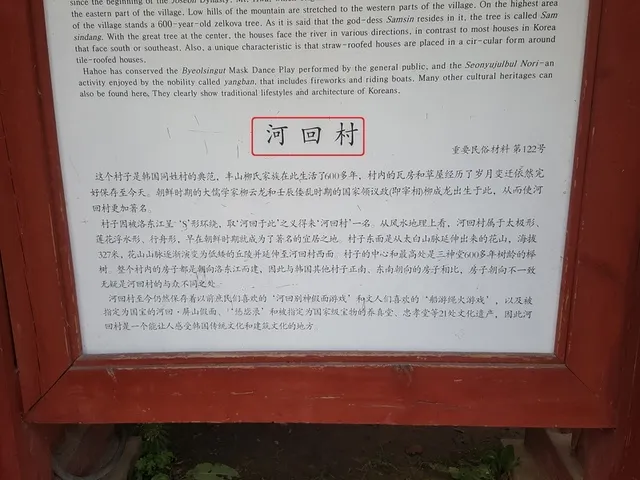 since the beginning of the Joseon Dynasty.
the eastern part of the village. Low hills of the mountain are stretched to the western parts of the village. On the highest area
of the village stands a 600-year-old zelkova tree. As it is said that the god-dess Samsin resides in it, the tree is called Sam
sindang. With the great tree at the center, the houses face the river in various directions, in contrast to most houses in Korea
that face south or southeast. Also, a unique characteristic is that straw-roofed houses are placed in a cir-cular form around
tile-roofed houses.
Hahoe has conserved the Byeolsingut Mask Dance Play performed by the general public, and the Seonyujulbul Nori-an
activity enjoyed by the nobility called yangban, that includes fireworks and riding boats. Many other cultural heritages can
also be found here. They clearly show traditional lifestyles and architecture of Koreans.
河回村
重要民俗材料 第122号
这个村子是韩国同姓村的典范，丰山柳氏家族在此生活了600多年，村内的瓦房和草屋经历了岁月变迁依然完
好保存至今天。朝鲜时期的大儒学家柳云龙和壬辰倭乱时期的国家领议政(即宰相)柳成龙出生于此，从而使河
回村更加著名。
村子因被洛东江呈‘S’形环绕，取‘河回于此’之义得来‘河回村’一名。从风水地理上看，河回村属于太极形、
莲花浮水形、行舟形，早在朝鲜时期就成为了著名的宜居之地。村子东面是从太白山脉延伸出来的花山，海拔
327米，花山山脉逐渐演变为低矮的丘陵并延伸至河回村西面。村子的中心和最高处是三神堂600多年树龄的榉
树。整个村内的房子都是朝向洛东江而建，因此与韩国其他村子正南、东南朝向的房子相比，房子朝向不一致
无疑是河回村的与众不同之处。
河回村至今仍然保存着以前庶民们喜欢的‘河回别神假面游戏’和文人们喜欢的‘船游绳火游戏’，以及被
指定为国宝的河回·屏山假面、‘惩毖录’和被指定为国家级宝物的养真堂、忠孝堂等21处文化遗产，因此河
回村是一个能让人感受韩国传统文化和建筑文化的地方